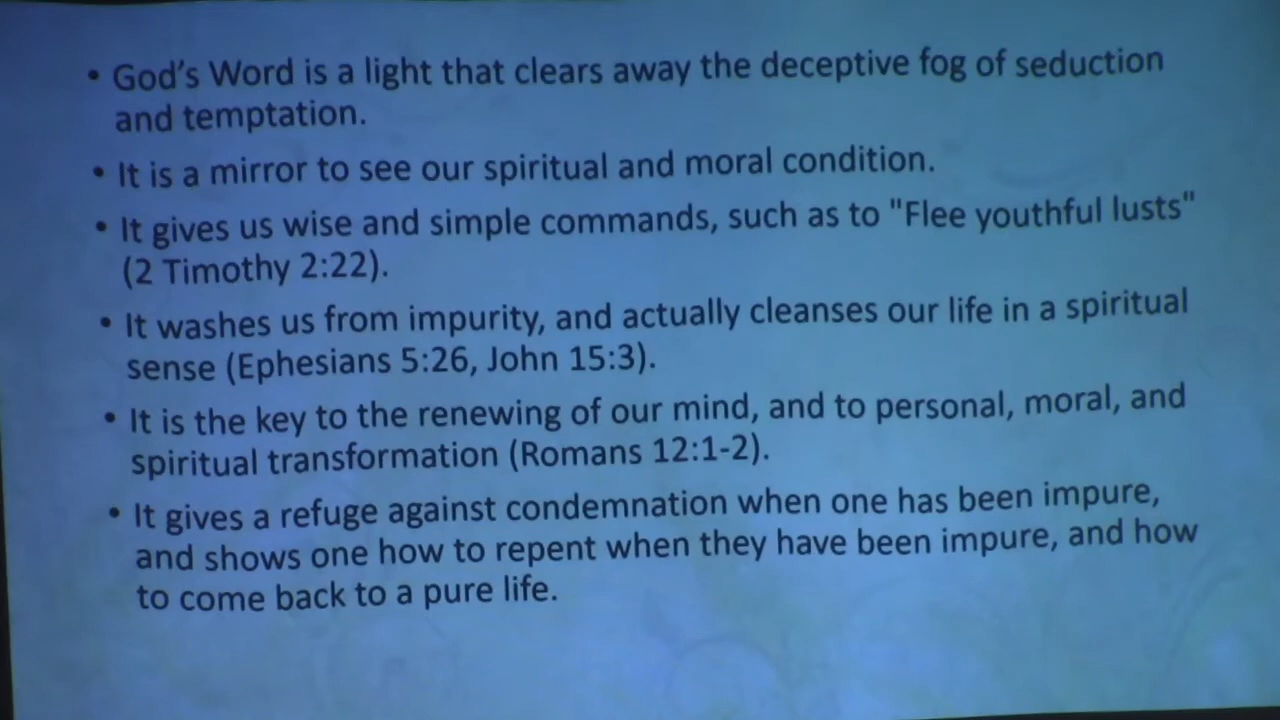 • God's Word is a light that clears away the deceptive fog of seduction
and temptation.
• It is a mirror to see our spiritual and moral condition.
• It gives us wise and simple commands, such as to "Flee youthful lusts"
(2 Timothy 2:22).
• It washes us from impurity, and actually cleanses our life in a spiritual
sense (Ephesians 5:26, John 15:3).
• It is the key to the renewing of our mind, and to personal, moral, and
spiritual transformation (Romans 12:1-2).
• It gives a refuge against condemnation when one has been impure,
and shows one how to repent when they have been impure, and how
to come back to a pure life.